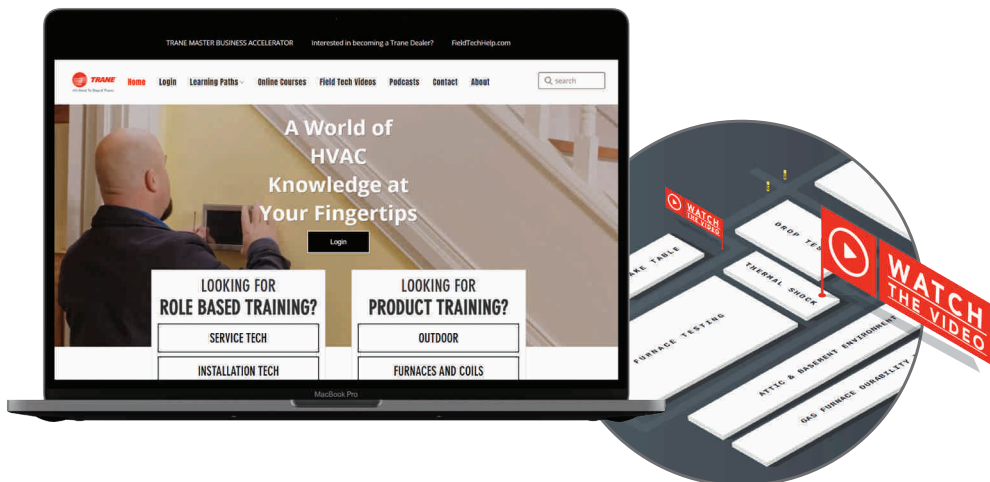 TRANE MASTER BUSINESS ACCELERATOR Interested in becoming a Trane Dealer? FieldTechHelp.com
TRANE Home Login Learning Paths Online Courses Field Tech Videos Podcasts Contact About search
A World of
HVAC
Knowledge at
Your Fingertips
Login
LOOKING FOR
ROLE BASED TRAINING?
SERVICE TECH
INSTALLATION TECH
LOOKING FOR
PRODUCT TRAINING?
OUTDOOR
FURNACES AND COILS
MacBook Pro
WATCH
THE VIDEO
DROP TES
AKE TABLE
THERMAL SHOCK
WATCH
THE VIDEO
FURNACE TESTING
ATTIC & BASEMENT ENVIRONMENT
GAS FURNACE DURABILITY